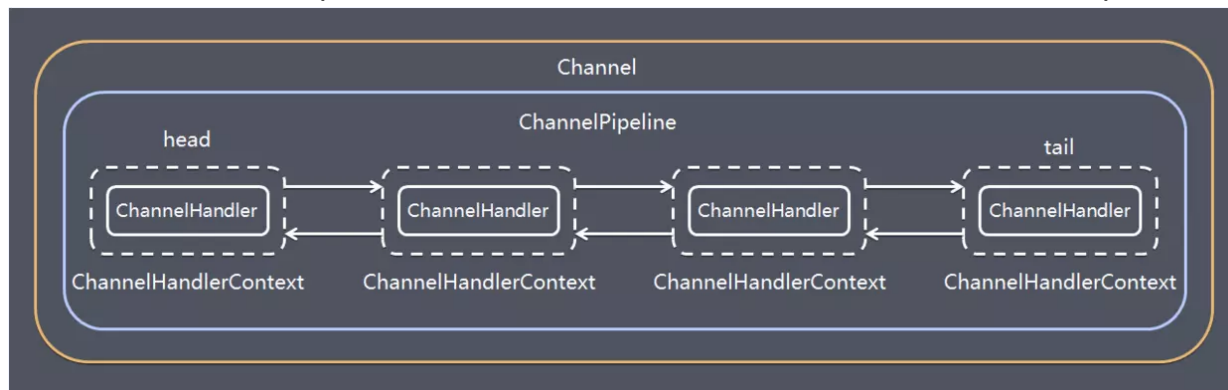 Channel
ChannelPipeline
head
tail
ChannelHandler
ChannelHandler
ChannelHandler
ChannelHandler
ChannelHandlerContext
ChannelHandlerContext
ChannelHandlerContext
ChannelHandlerContext